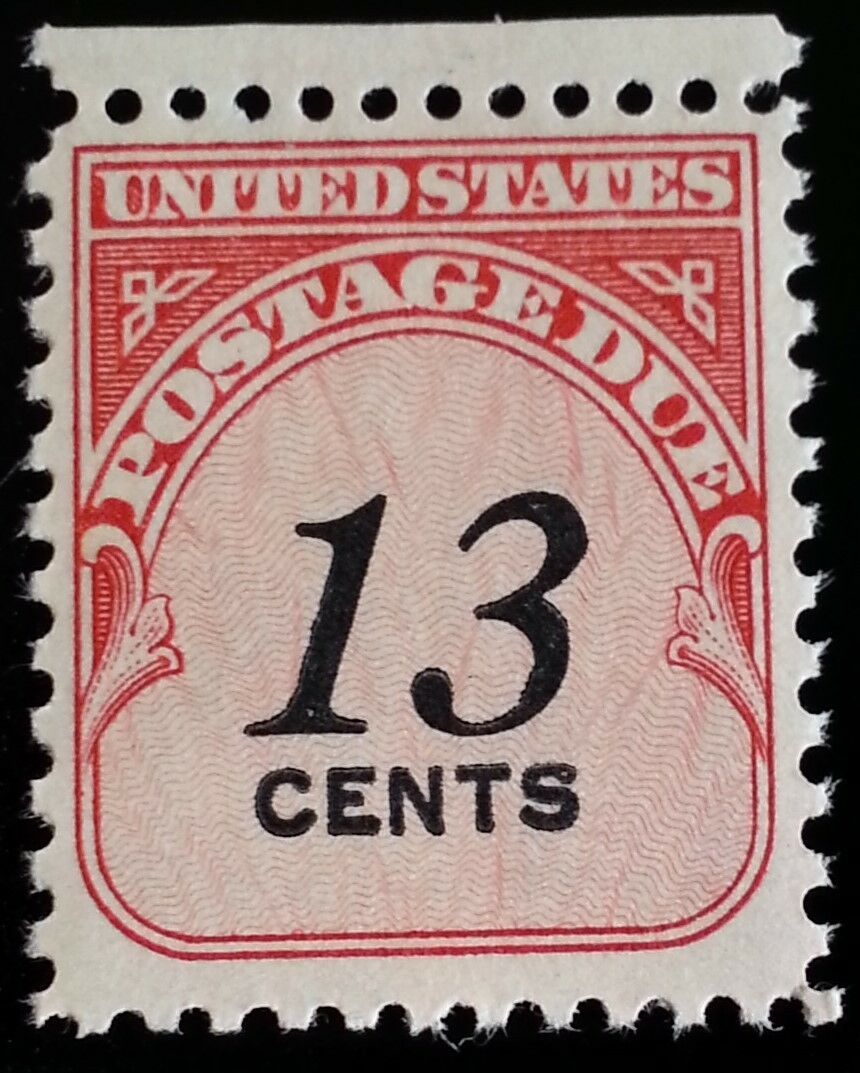 UNITED STATES
POSTAGE DUE
13
CENTS